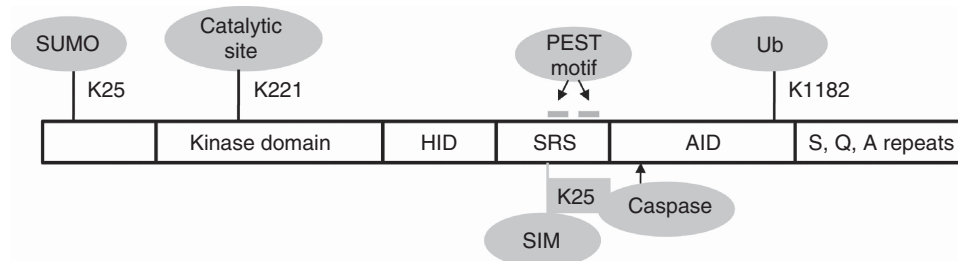 SUMO
Catalytic
site
PEST
motif
Ub
K25
K221
K1182
Kinase domain
HID
SRS
AID
S, Q, A repeats
K25
Caspase
SIM